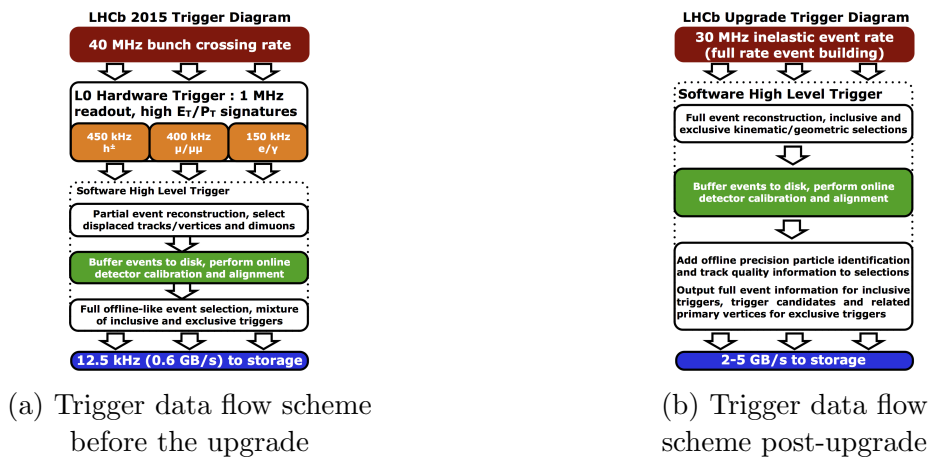 LHCb 2015 Trigger Diagram
40 MHz bunch crossing rate
L0 Hardware Trigger : 1 MHz
readout, high ET/PT signatures
450 kHz
h±
400 kHz
μ/μμ
150 kHz
e/γ
Software High Level Trigger
Partial event reconstruction, select
displaced tracks/vertices and dimuons
Buffer events to disk, perform online
detector calibration and alignment
Full offline-like event selection, mixture
of inclusive and exclusive triggers
12.5 kHz (0.6 GB/s) to storage
(a) Trigger data flow scheme
before the upgrade
LHCb Upgrade Trigger Diagram
30 MHz inelastic event rate
(full rate event building)
Software High Level Trigger
Full event reconstruction, inclusive and
exclusive kinematic/geometric selections
Buffer events to disk, perform online
detector calibration and alignment
Add offline precision particle identification
and track quality information to selections
Output full event information for inclusive
triggers, trigger candidates and related
primary vertices for exclusive triggers
2-5 GB/s to storage
(b) Trigger data flow
scheme post-upgrade